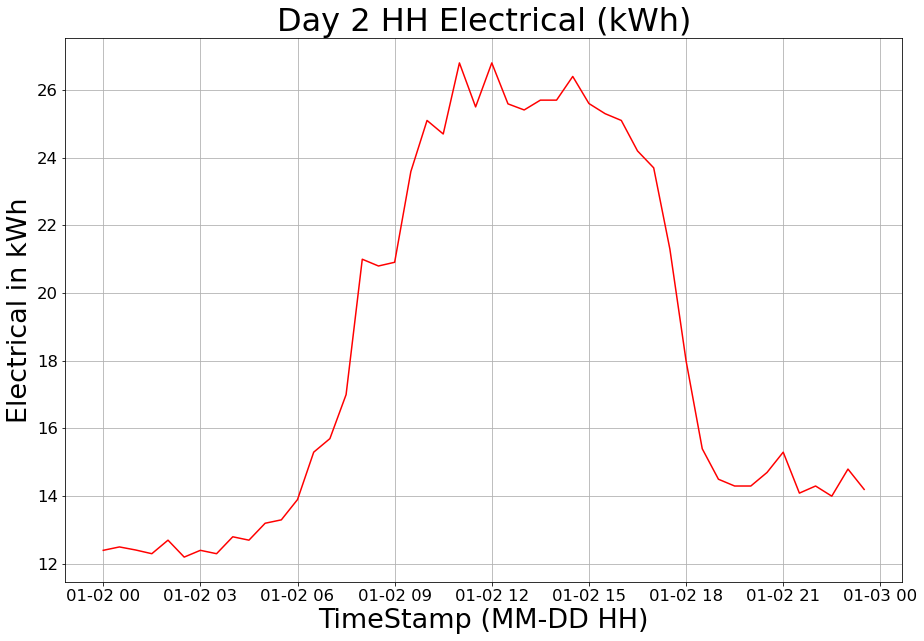 Day 2 HH Electrical (kWh)
Electrical in kWh
26
24
22
20
18
16
14
12
01-02 00 01-02 03 01-02 06 01-02 09 01-02 12 01-02 15 01-02 18 01-02 21 01-03 00
TimeStamp (MM-DD HH)